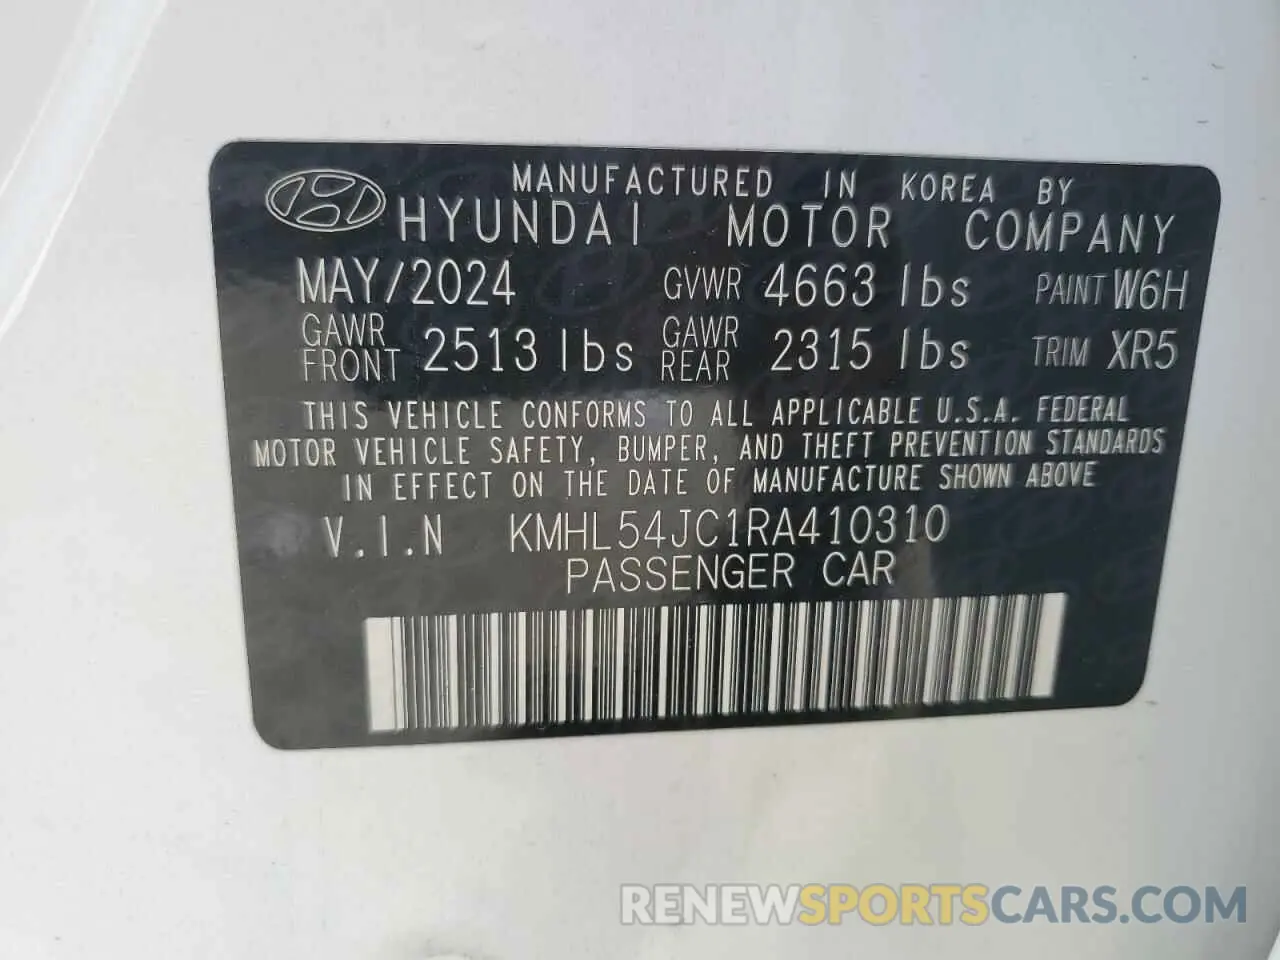 MANUFACTURED IN KOREA BY
HYUNDAI MOTOR COMPANY
MAY/2024 GVWR 4663 lbs PAINT W6H
GAWR FRONT 2513 lbs GAWR REAR 2315 lbs TRIM XR5
THIS VEHICLE CONFORMS TO ALL APPLICABLE U.S.A. FEDERAL
MOTOR VEHICLE SAFETY, BUMPER, AND THEFT PREVENTION STANDARDS
IN EFFECT ON THE DATE OF MANUFACTURE SHOWN ABOVE
V.I.N KMHL54JC1RA410310
PASSENGER CAR
RENEWSPORTSCARS.COM